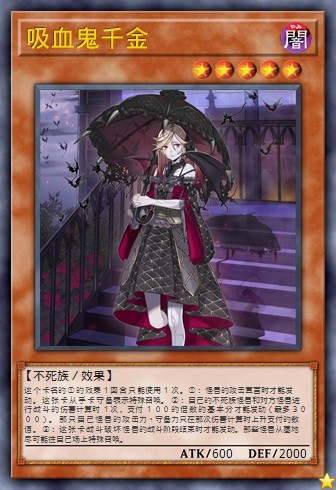 吸血鬼千金
闇
【不死族／效果】
这个卡名的①的效果1回合只能使用1次。①：怪兽的攻击宣言时才能发
动。这张卡从手卡守备表示特殊召唤。②：自己的不死族怪兽和对方怪兽进
行战斗的伤害计算时1次，支付100的倍数的基本分才能发动（最多3
000）。那只自己怪兽的攻击力·守备力只在那次伤害计算时上升支付的数
值。③：这张卡战斗破坏怪兽的战斗阶段结束时才能发动。那些怪兽从墓地
尽可能往自己场上特殊召唤。
ATK/600 DEF/2000